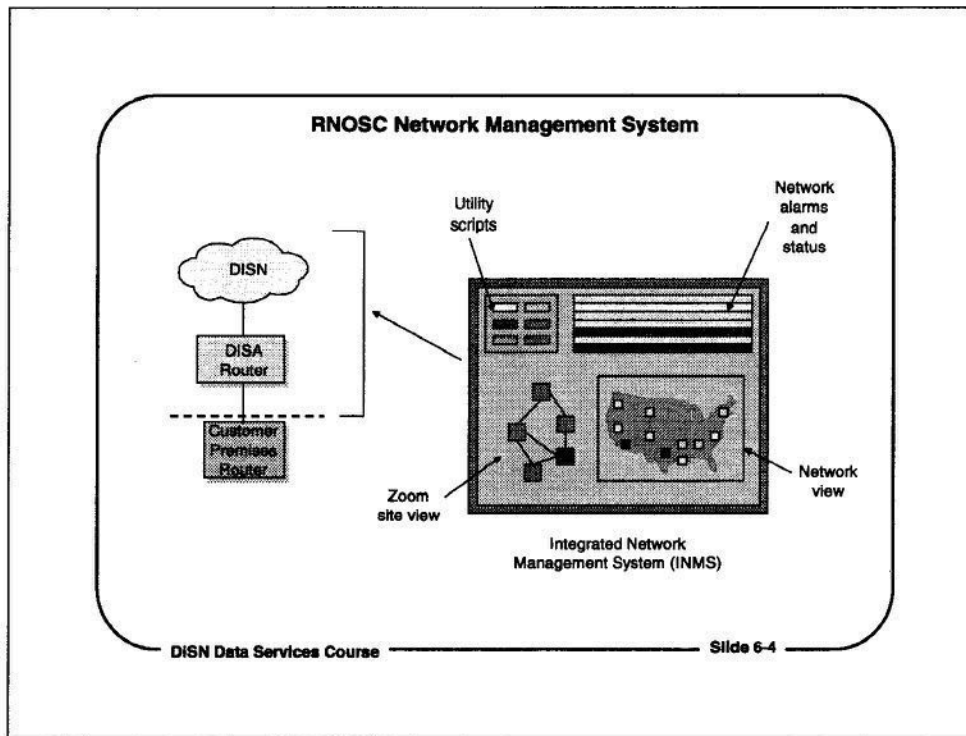 RNOSC Network Management System
Utility
scripts
Network
alarms
and
status
DISN
DISA
Router
Customer
Premises
Router
Zoom
site view
Network
view
Integrated Network
Management System (INMS)
DISN Data Services Course
Slide 6-4